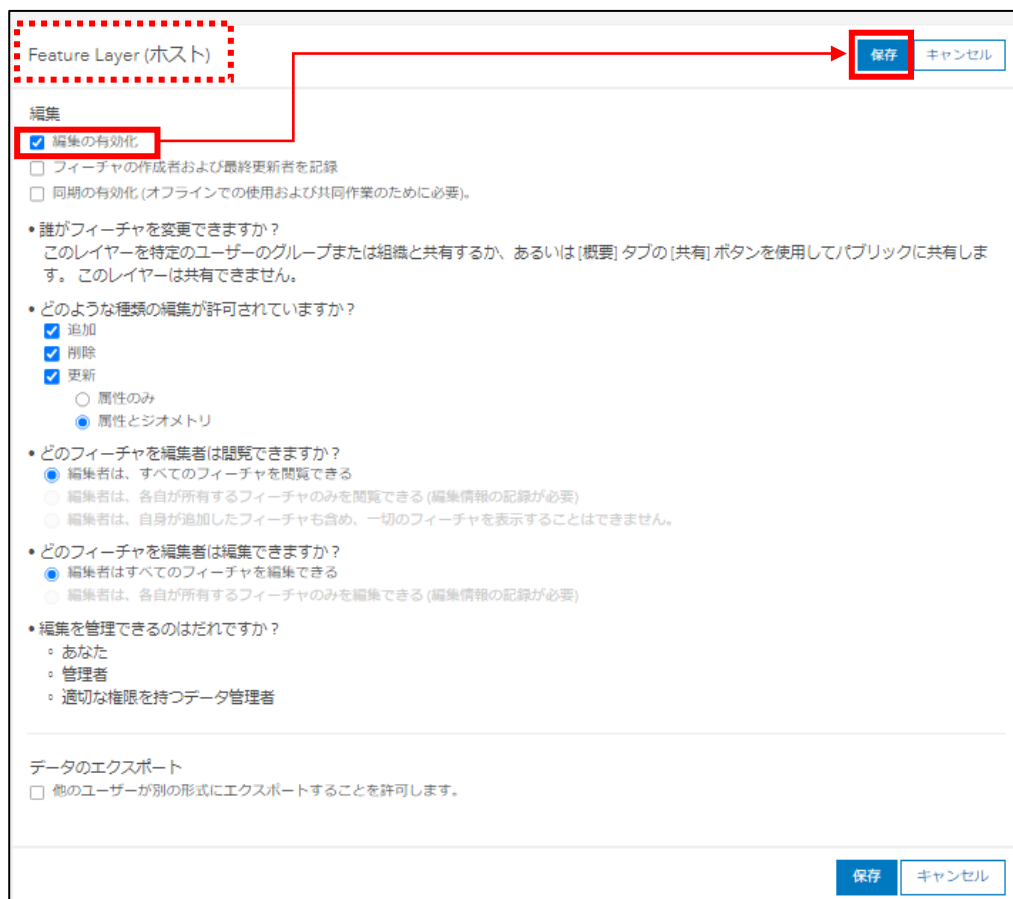 Feature Layer (ホスト)
保存
キャンセル
編集
編集の有効化
フィーチャの作成者および最終更新者を記録
同期の有効化 (オフラインでの使用および共同作業のために必要)。
• 誰がフィーチャを変更できますか？
このレイヤーを特定のユーザーのグループまたは組織と共有するか、あるいは [概要] タブの [共有] ボタンを使用してパブリックに共有しま
す。 このレイヤーは共有できません。
• どのような種類の編集が許可されていますか？
追加
削除
更新
属性のみ
属性とジオメトリ
• どのフィーチャを編集者は閲覧できますか？
編集者は、すべてのフィーチャを閲覧できる
編集者は、各自が所有するフィーチャのみを閲覧できる (編集情報の記録が必要)
編集者は、自身が追加したフィーチャも含め、一切のフィーチャを表示することはできません。
• どのフィーチャを編集者は編集できますか？
編集者はすべてのフィーチャを編集できる
編集者は、各自が所有するフィーチャのみを編集できる (編集情報の記録が必要)
• 編集を管理できるのはだれですか？
◦ あなた
◦ 管理者
◦ 適切な権限を持つデータ管理者
データのエクスポート
他のユーザーが別の形式にエクスポートすることを許可します。
保存
キャンセル